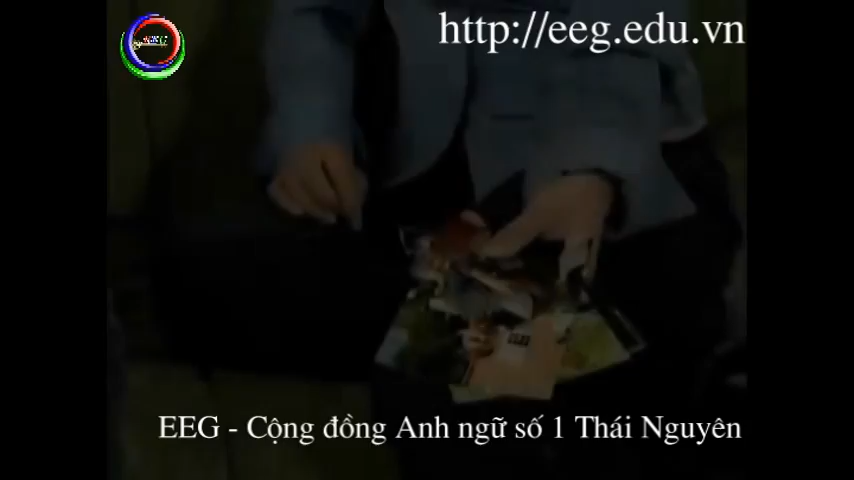 http://eeg.edu.vn
EEG - Cộng đồng Anh ngữ số 1 Thái Nguyên